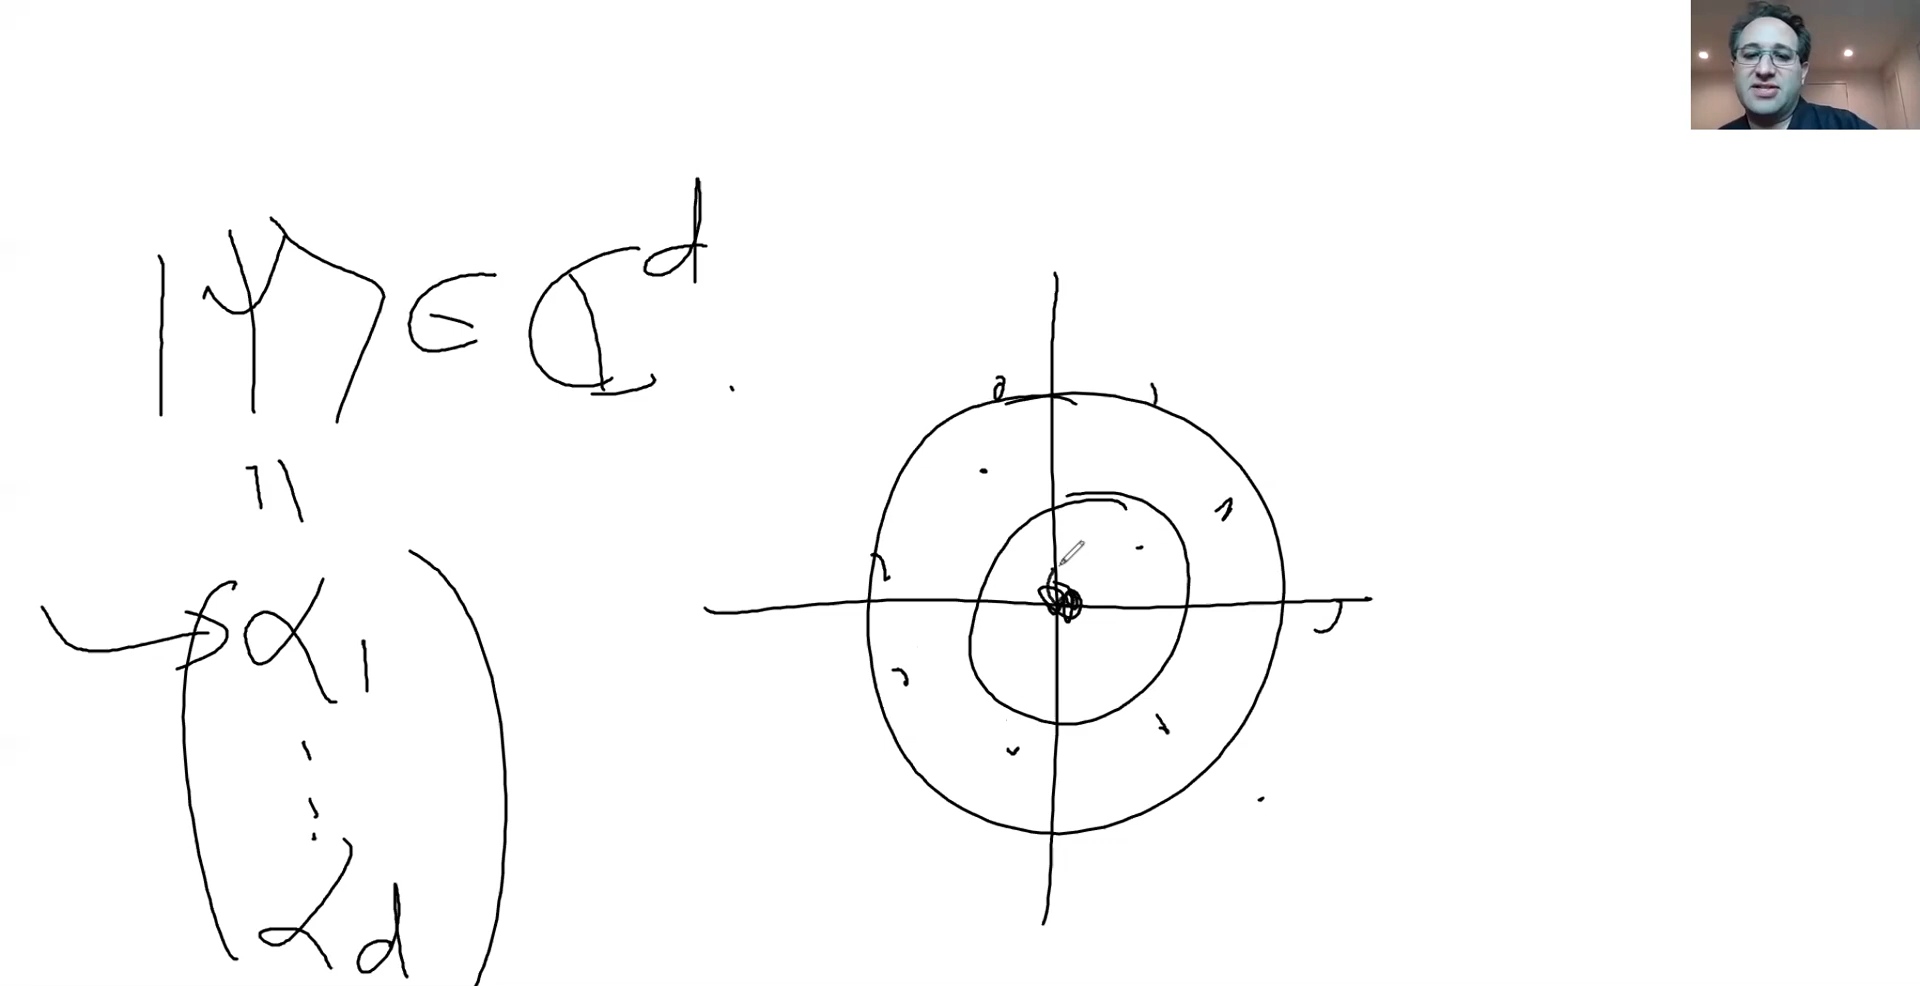 |ψ⟩ ∈ ℂ^d.
||
(α₁
⋮
α_d)